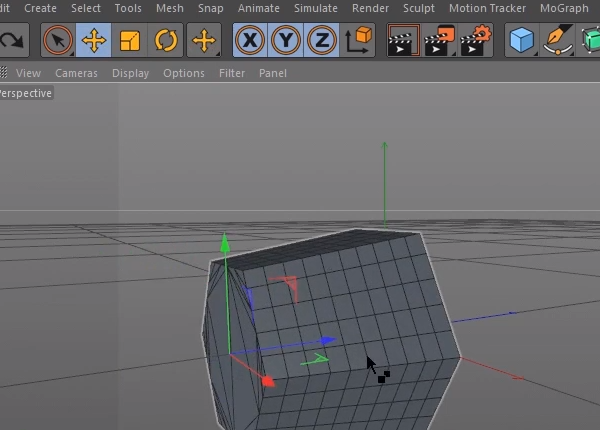 dit Create Select Tools Mesh Snap Animate Simulate Render Sculpt Motion Tracker MoGraph
X Y Z
View Cameras Display Options Filter Panel
Perspective